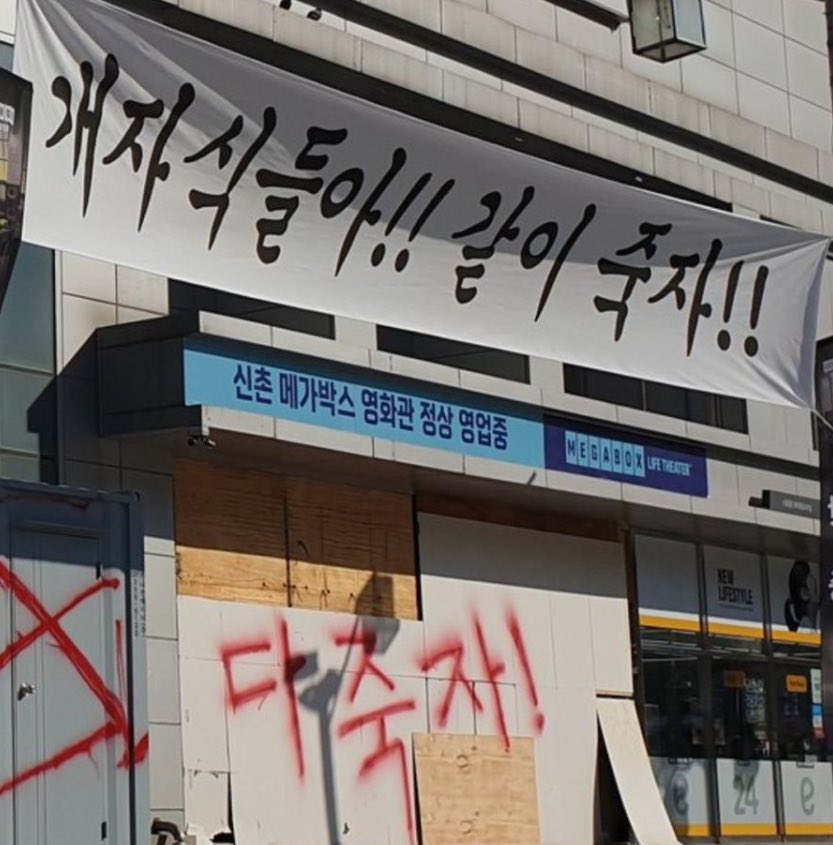 개자식들아!! 같이 죽자!!
신촌 메가박스 영화관 정상 영업중
MEGABOX LIFE THEATER
NEW
LIFESTYLE
다 죽자!
e
24
e